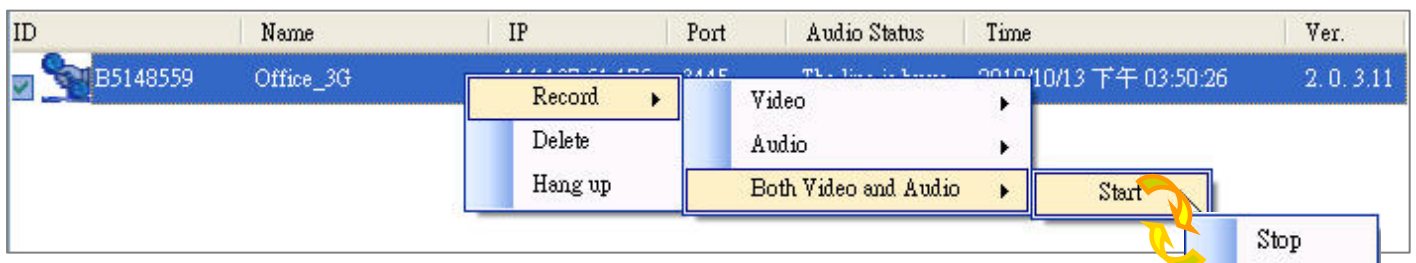 ID Name IP Port Audio Status Time Ver.
B5148559 Office_3G 2010/10/13 下午 03:50:26 2.0.3.11
Record Video
Delete Audio
Hang up Both Video and Audio Start
Stop